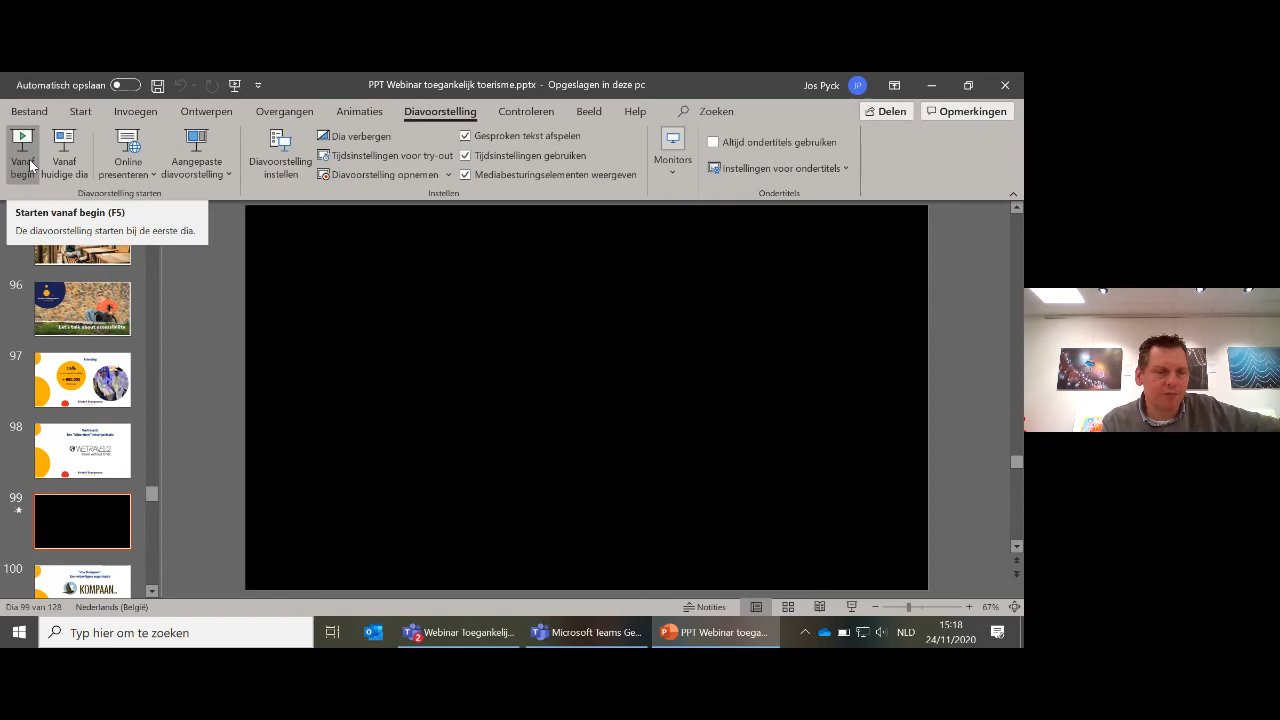 Automatisch opslaan
PPT Webinar toegankelijk toerisme.pptx - Opgeslagen in deze pc
Jos Pyck
JP
Bestand
Start
Invoegen
Ontwerpen
Overgangen
Animaties
Diavoorstelling
Controleren
Beeld
Help
Zoeken
Delen
Opmerkingen
Vanaf
begin
Vanaf
huidige dia
Online
presenteren
Aangepaste
diavoorstelling
Diavoorstelling starten
Diavoorstelling
instellen
Dia verbergen
Tijdsinstellingen voor try-out
Diavoorstelling opnemen
Gesproken tekst afspelen
Tijdsinstellingen gebruiken
Mediabesturingselementen weergeven
Instellen
Monitors
Altijd ondertitels gebruiken
Instellingen voor ondertitels
Ondertitels
Starten vanaf begin (F5)
De diavoorstelling starten bij de eerste dia.
96
Let's talk about accessibility
97
98
WETRAVEL2
99
100
KOMPAAN
Dia 99 van 128
Nederlands (België)
Notities
67%
Typ hier om te zoeken
2
Webinar Toegankelij...
Microsoft Teams Ge...
PPT Webinar toega...
NLD
15:18
24/11/2020